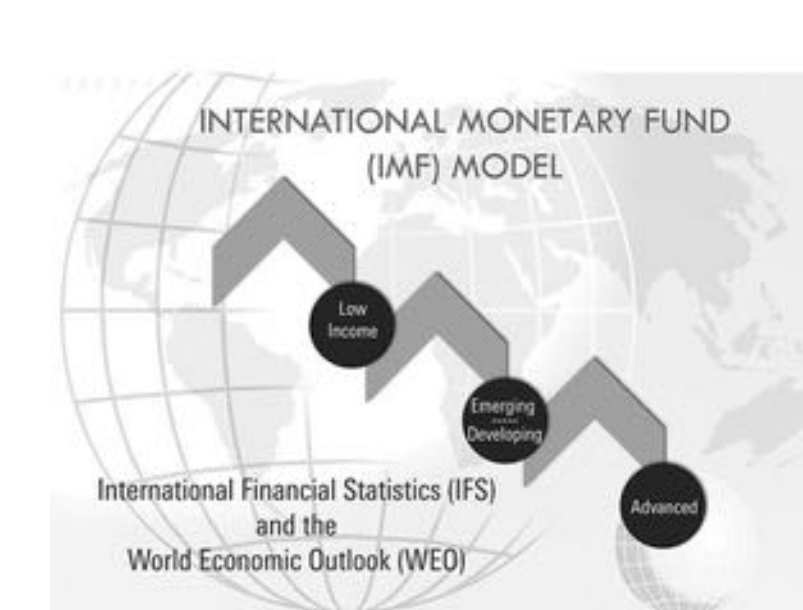 INTERNATIONAL MONETARY FUND
(IMF) MODEL
Low
Income
Emerging
-----
Developing
Advanced
International Financial Statistics (IFS)
and the
World Economic Outlook (WEO)